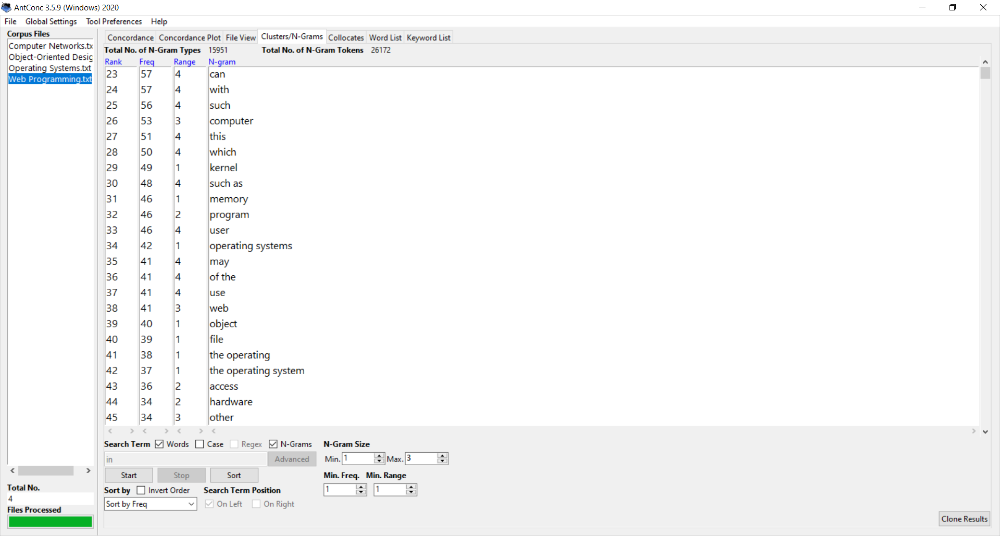 AntConc 3.5.9 (Windows) 2020
File Global Settings Tool Preferences Help
Corpus Files
Computer Networks.tx
Object-Oriented Desig
Operating Systems.txt
Web Programming.txt
Concordance Concordance Plot File View Clusters/N-Grams Collocates Word List Keyword List
Total No. of N-Gram Types 15951 Total No. of N-Gram Tokens 26172
Rank Freq Range N-gram
23 57 4 can
24 57 4 with
25 56 4 such
26 53 3 computer
27 51 4 this
28 50 4 which
29 49 1 kernel
30 48 4 such as
31 46 1 memory
32 46 2 program
33 46 4 user
34 42 1 operating systems
35 41 4 may
36 41 4 of the
37 41 4 use
38 41 3 web
39 40 1 object
40 39 1 file
41 38 1 the operating
42 37 1 the operating system
43 36 2 access
44 34 2 hardware
45 34 3 other
Search Term Words Case Regex N-Grams N-Gram Size
in Advanced Min. 1 Max. 3
Start Stop Sort Min. Freq. Min. Range
Sort by Invert Order Search Term Position 1 1
Sort by Freq On Left On Right
Total No.
4
Files Processed
Clone Results